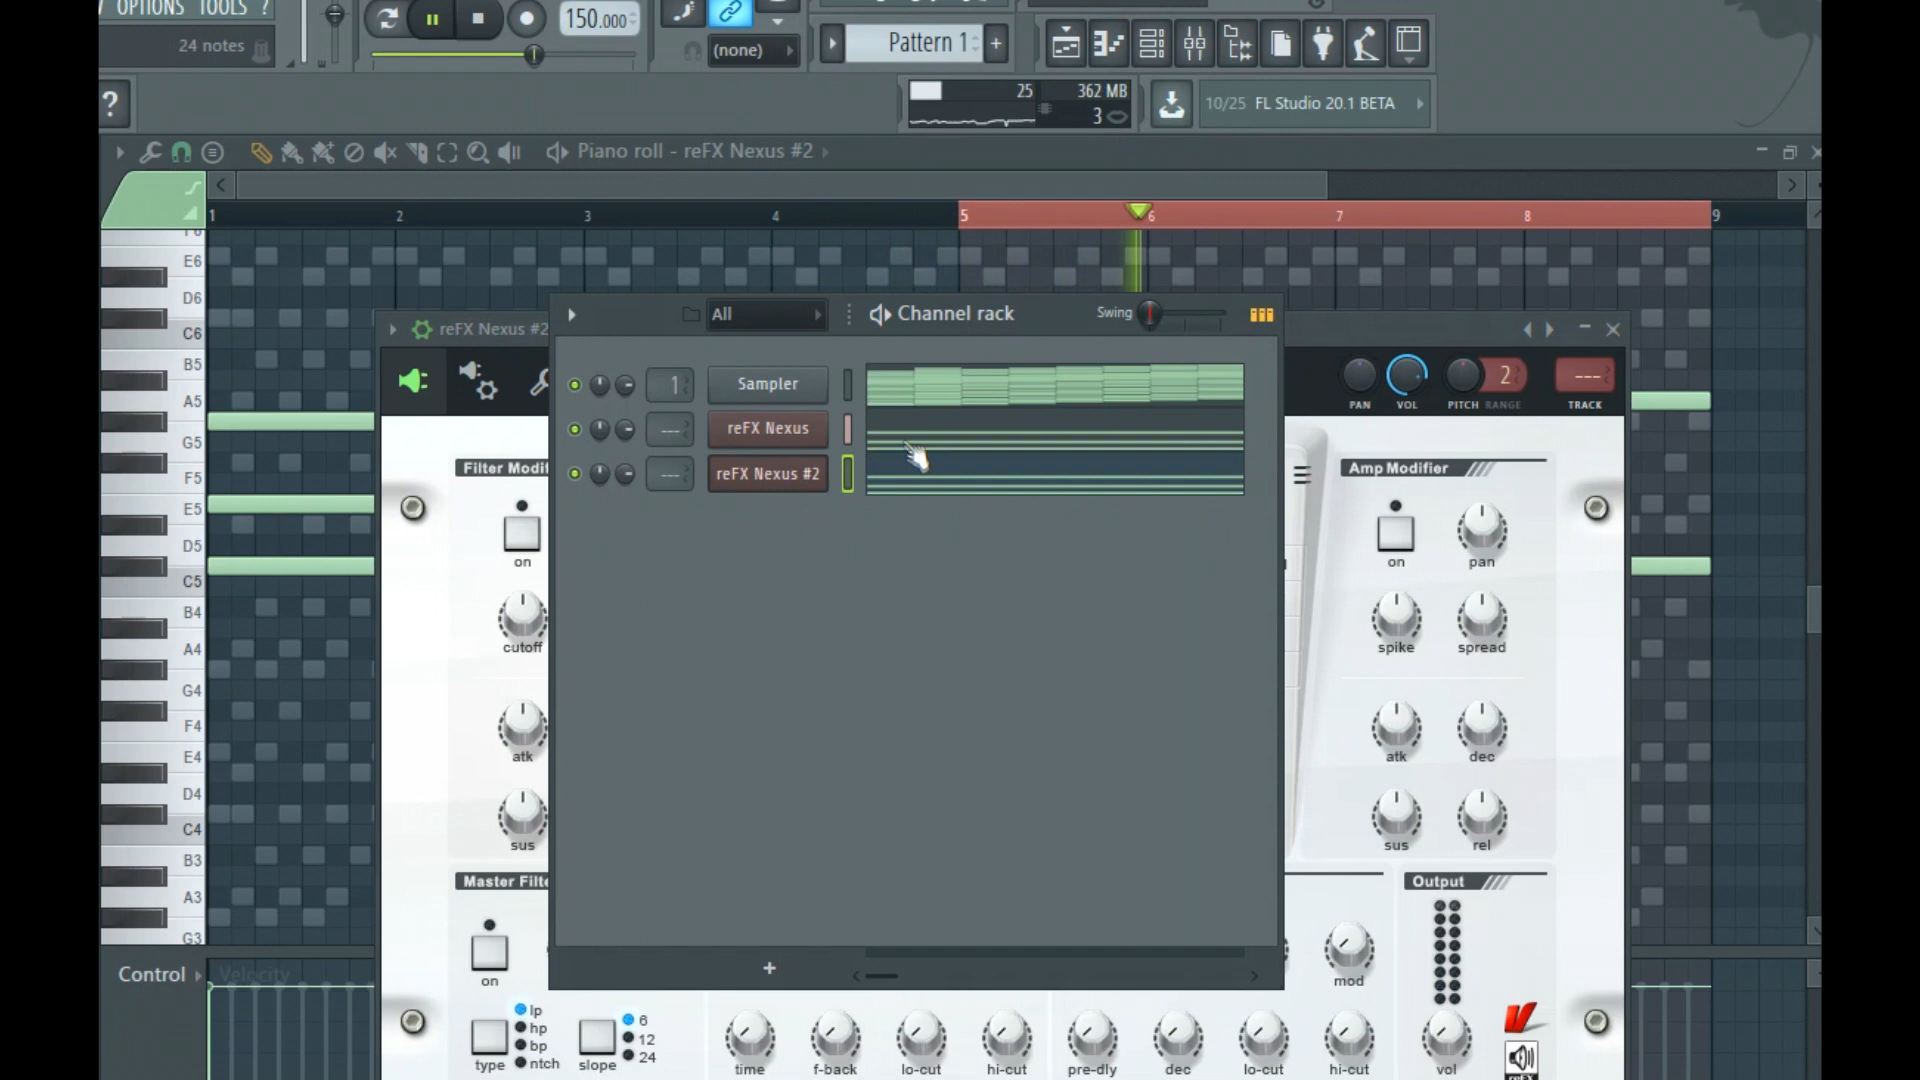 OPTIONS TOOLS ?
24 notes
150.000
(none)
Pattern 1
+
?
25
362 MB
3
10/25 FL Studio 20.1 BETA
Piano roll - reFX Nexus #2
1 2 3 4 5 6 7 8 9
E6
D6
C6
B5
A5
G5
F5
E5
D5
C5
B4
A4
G4
F4
E4
D4
C4
B3
A3
G3
reFX Nexus #2
All
Channel rack
Swing
1 Sampler
--- reFX Nexus
--- reFX Nexus #2
+
2
---
PAN VOL PITCH RANGE TRACK
Filter Modif
on
cutoff
atk
sus
Amp Modifier
on pan
spike spread
atk dec
sus rel
Master Filte
on
lp
hp
bp
ntch
type
6
12
24
slope
time f-back lo-cut hi-cut pre-dly dec lo-cut hi-cut
mod
Output
vol
reFX
Control
Velocity